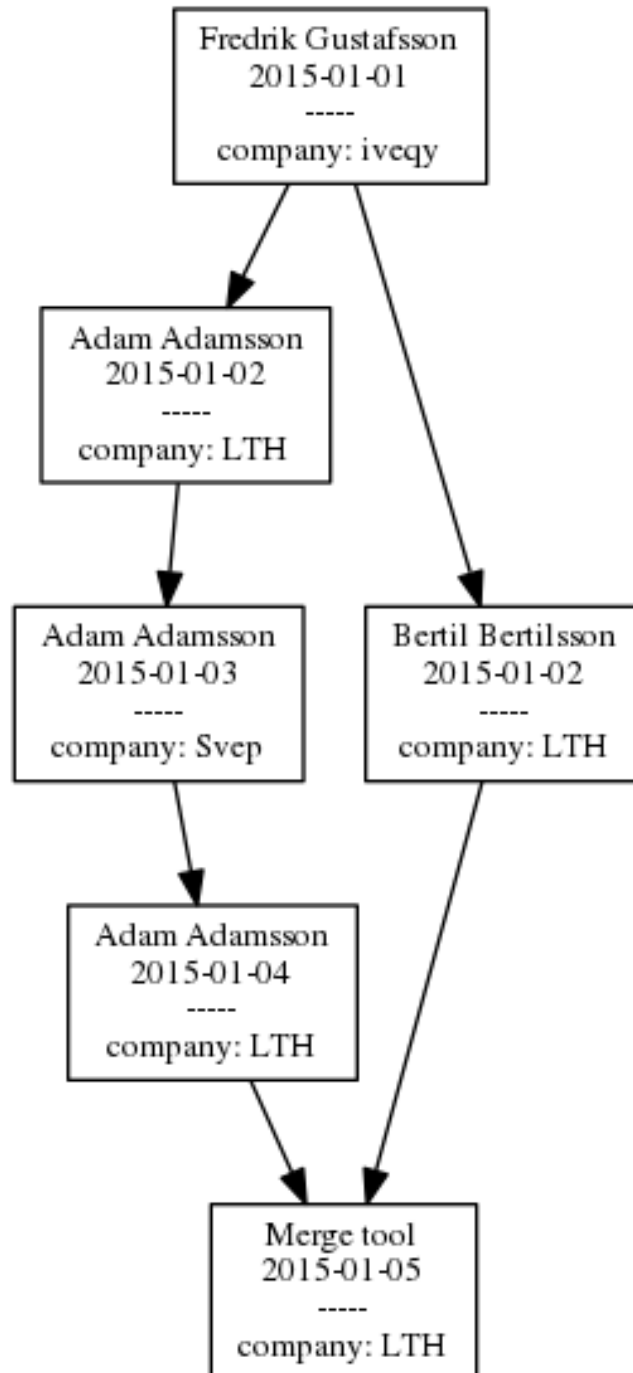 Fredrik Gustafsson
2015-01-01
-----
company: iveqy
Adam Adamsson
2015-01-02
-----
company: LTH
Adam Adamsson
2015-01-03
-----
company: Svep
Bertil Bertilsson
2015-01-02
-----
company: LTH
Adam Adamsson
2015-01-04
-----
company: LTH
Merge tool
2015-01-05
-----
company: LTH